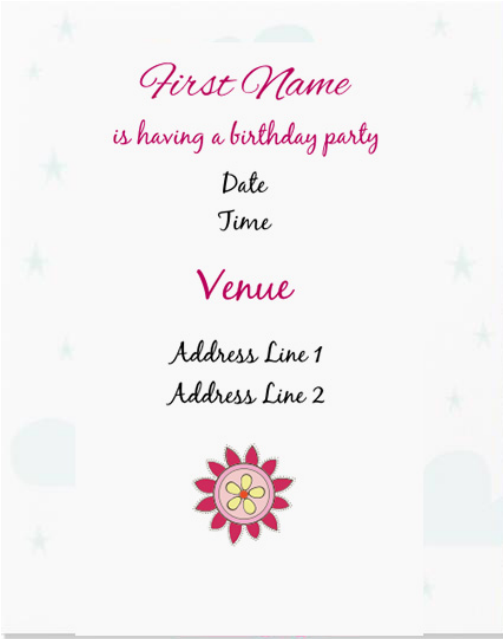 First Name
is having a birthday party
Date
Time
Venue
Address Line 1
Address Line 2